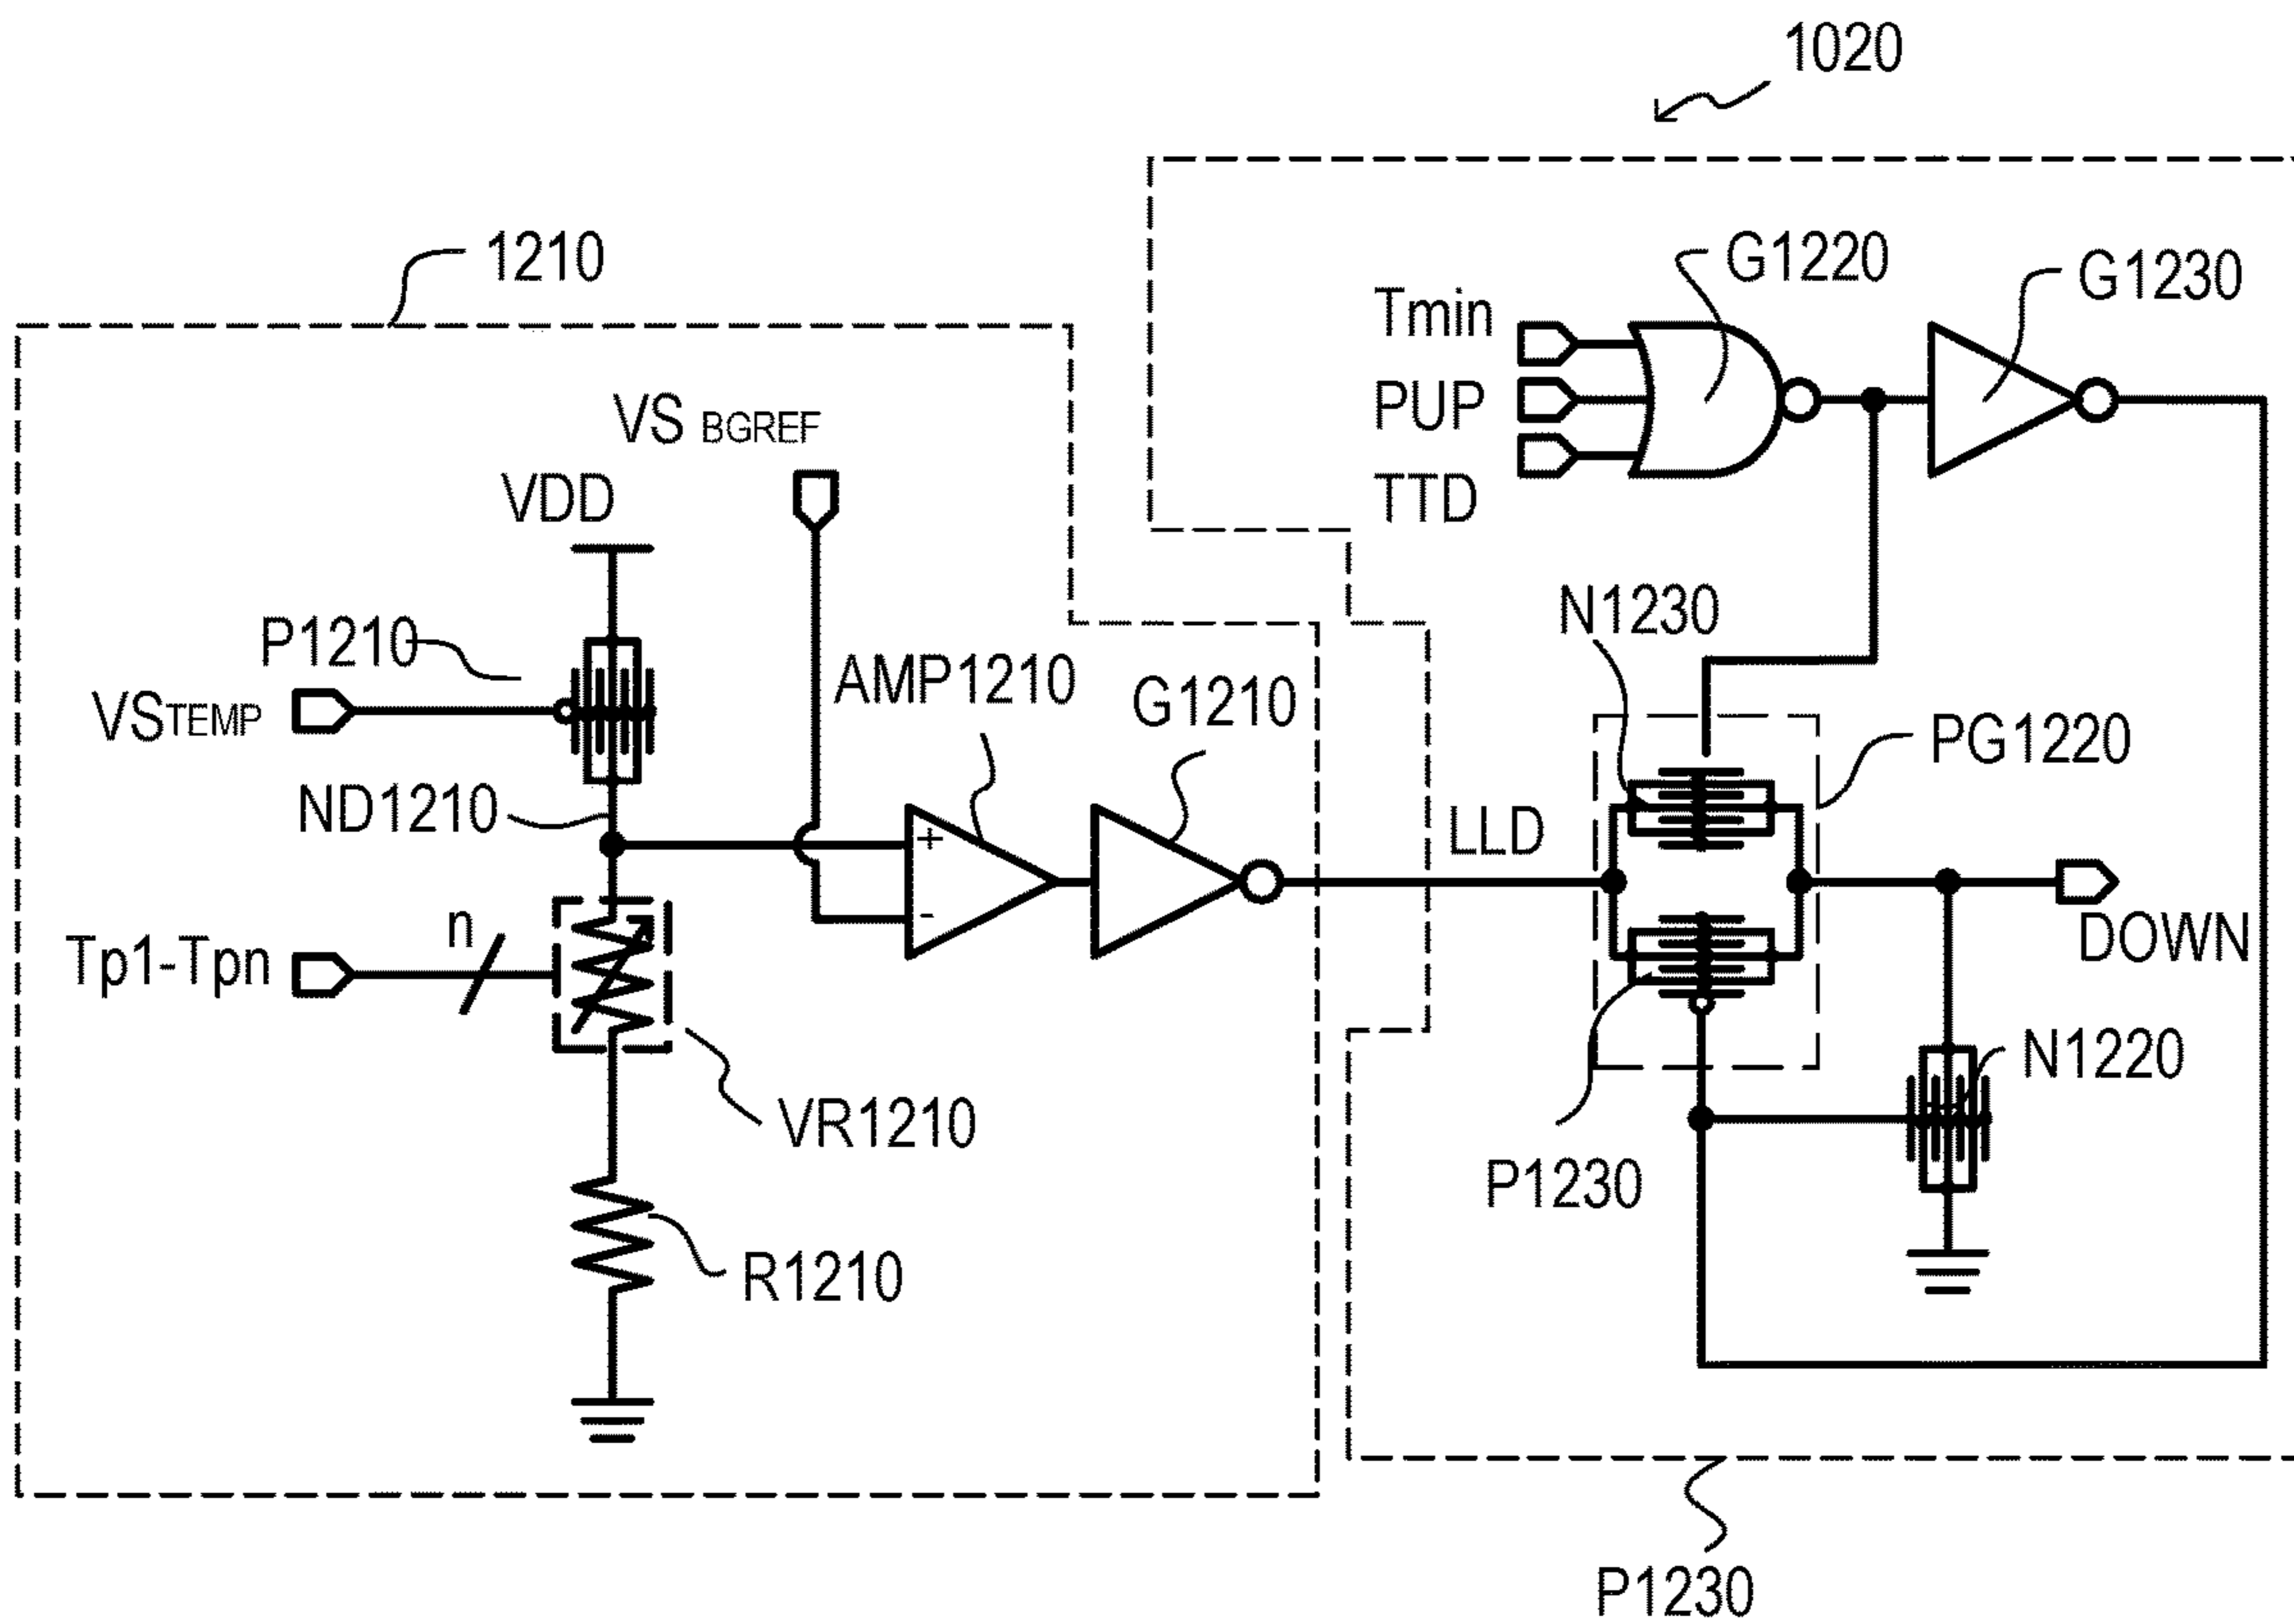 1020
1210
G1220
G1230
Tmin
PUP
TTD
VS BGREF
VDD
P1210
N1230
AMP1210
G1210
VSTEMP
PG1220
ND1210
LLD
+
-
n
Tp1-Tpn
DOWN
N1220
VR1210
P1230
R1210
P1230